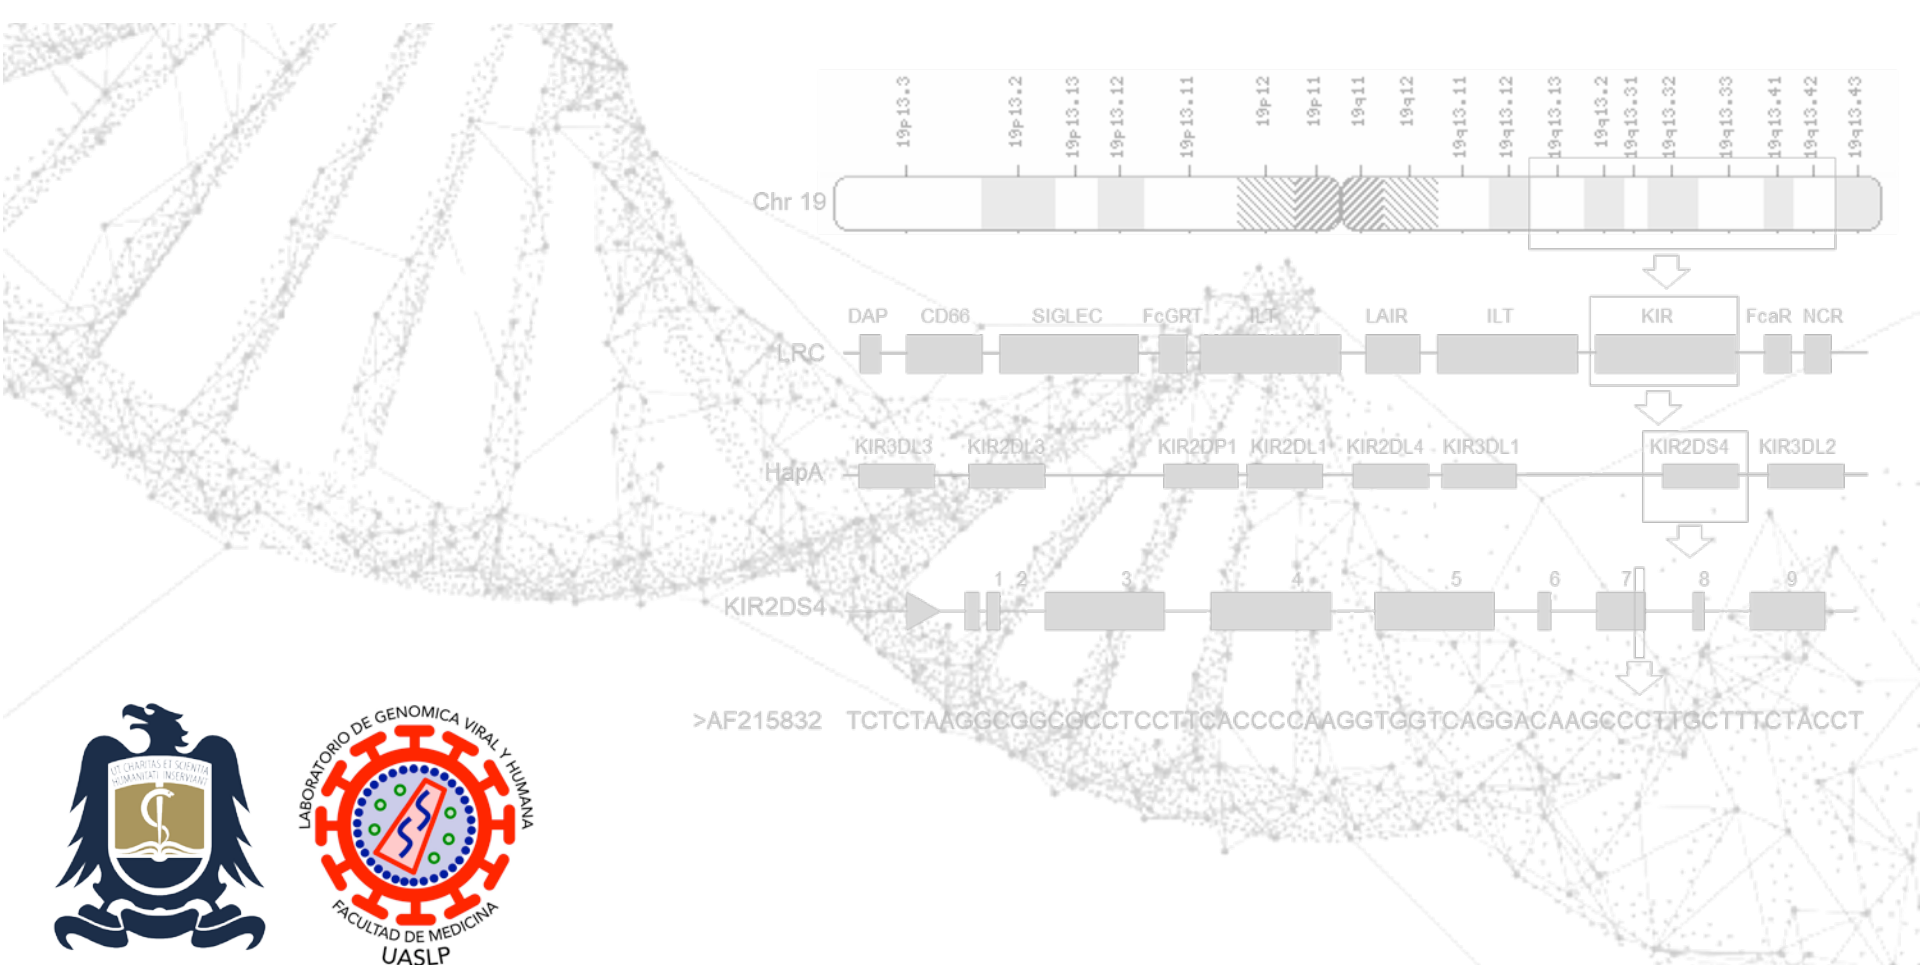 19p13.3 19p13.2 19p13.13 19p13.12 19p13.11 19p12 19p11 19q11 19q12 19q13.11 19q13.12 19q13.13 19q13.2 19q13.31 19q13.32 19q13.33 19q13.41 19q13.42 19q13.43
Chr 19
DAP CD66 SIGLEC FcGRT ILT LAIR ILT KIR FcaR NCR
LRC
KIR3DL3 KIR2DL3 KIR2DP1 KIR2DL1 KIR2DL4 KIR3DL1 KIR2DS4 KIR3DL2
HapA
1 2 3 4 5 6 7 8 9
KIR2DS4
>AF215832 TCTCTAAGGCGGCGCCTCCTTCACCCCAAGGTGGTCAGGACAAGCCCTTGCTTTCTACCT
UT CHARITAS ET SCIENTIA
HUMANITATI INSERVIANT
LABORATORIO DE GENOMICA VIRAL Y HUMANA
FACULTAD DE MEDICINA
UASLP